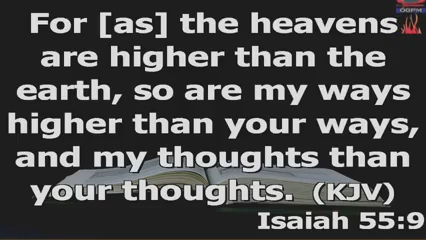 OGPM
For [as] the heavens
are higher than the
earth, so are my ways
higher than your ways,
and my thoughts than
your thoughts. (KJV)
Isaiah 55:9